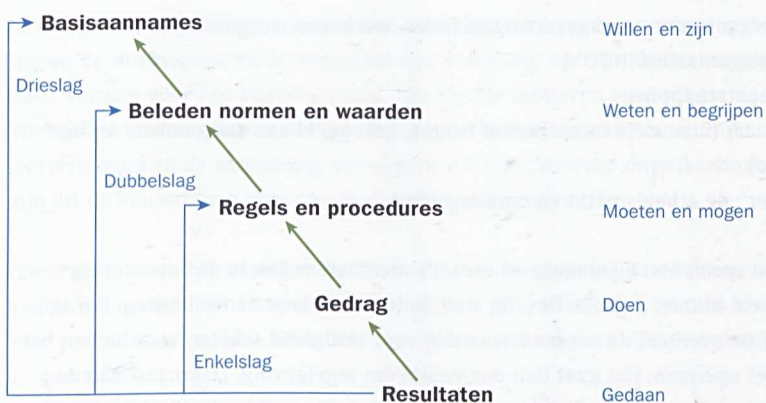 Basisaannames
Willen en zijn
Drieslag
Beleden normen en waarden
Weten en begrijpen
Dubbelslag
Regels en procedures
Moeten en mogen
Gedrag
Doen
Enkelslag
Resultaten
Gedaan